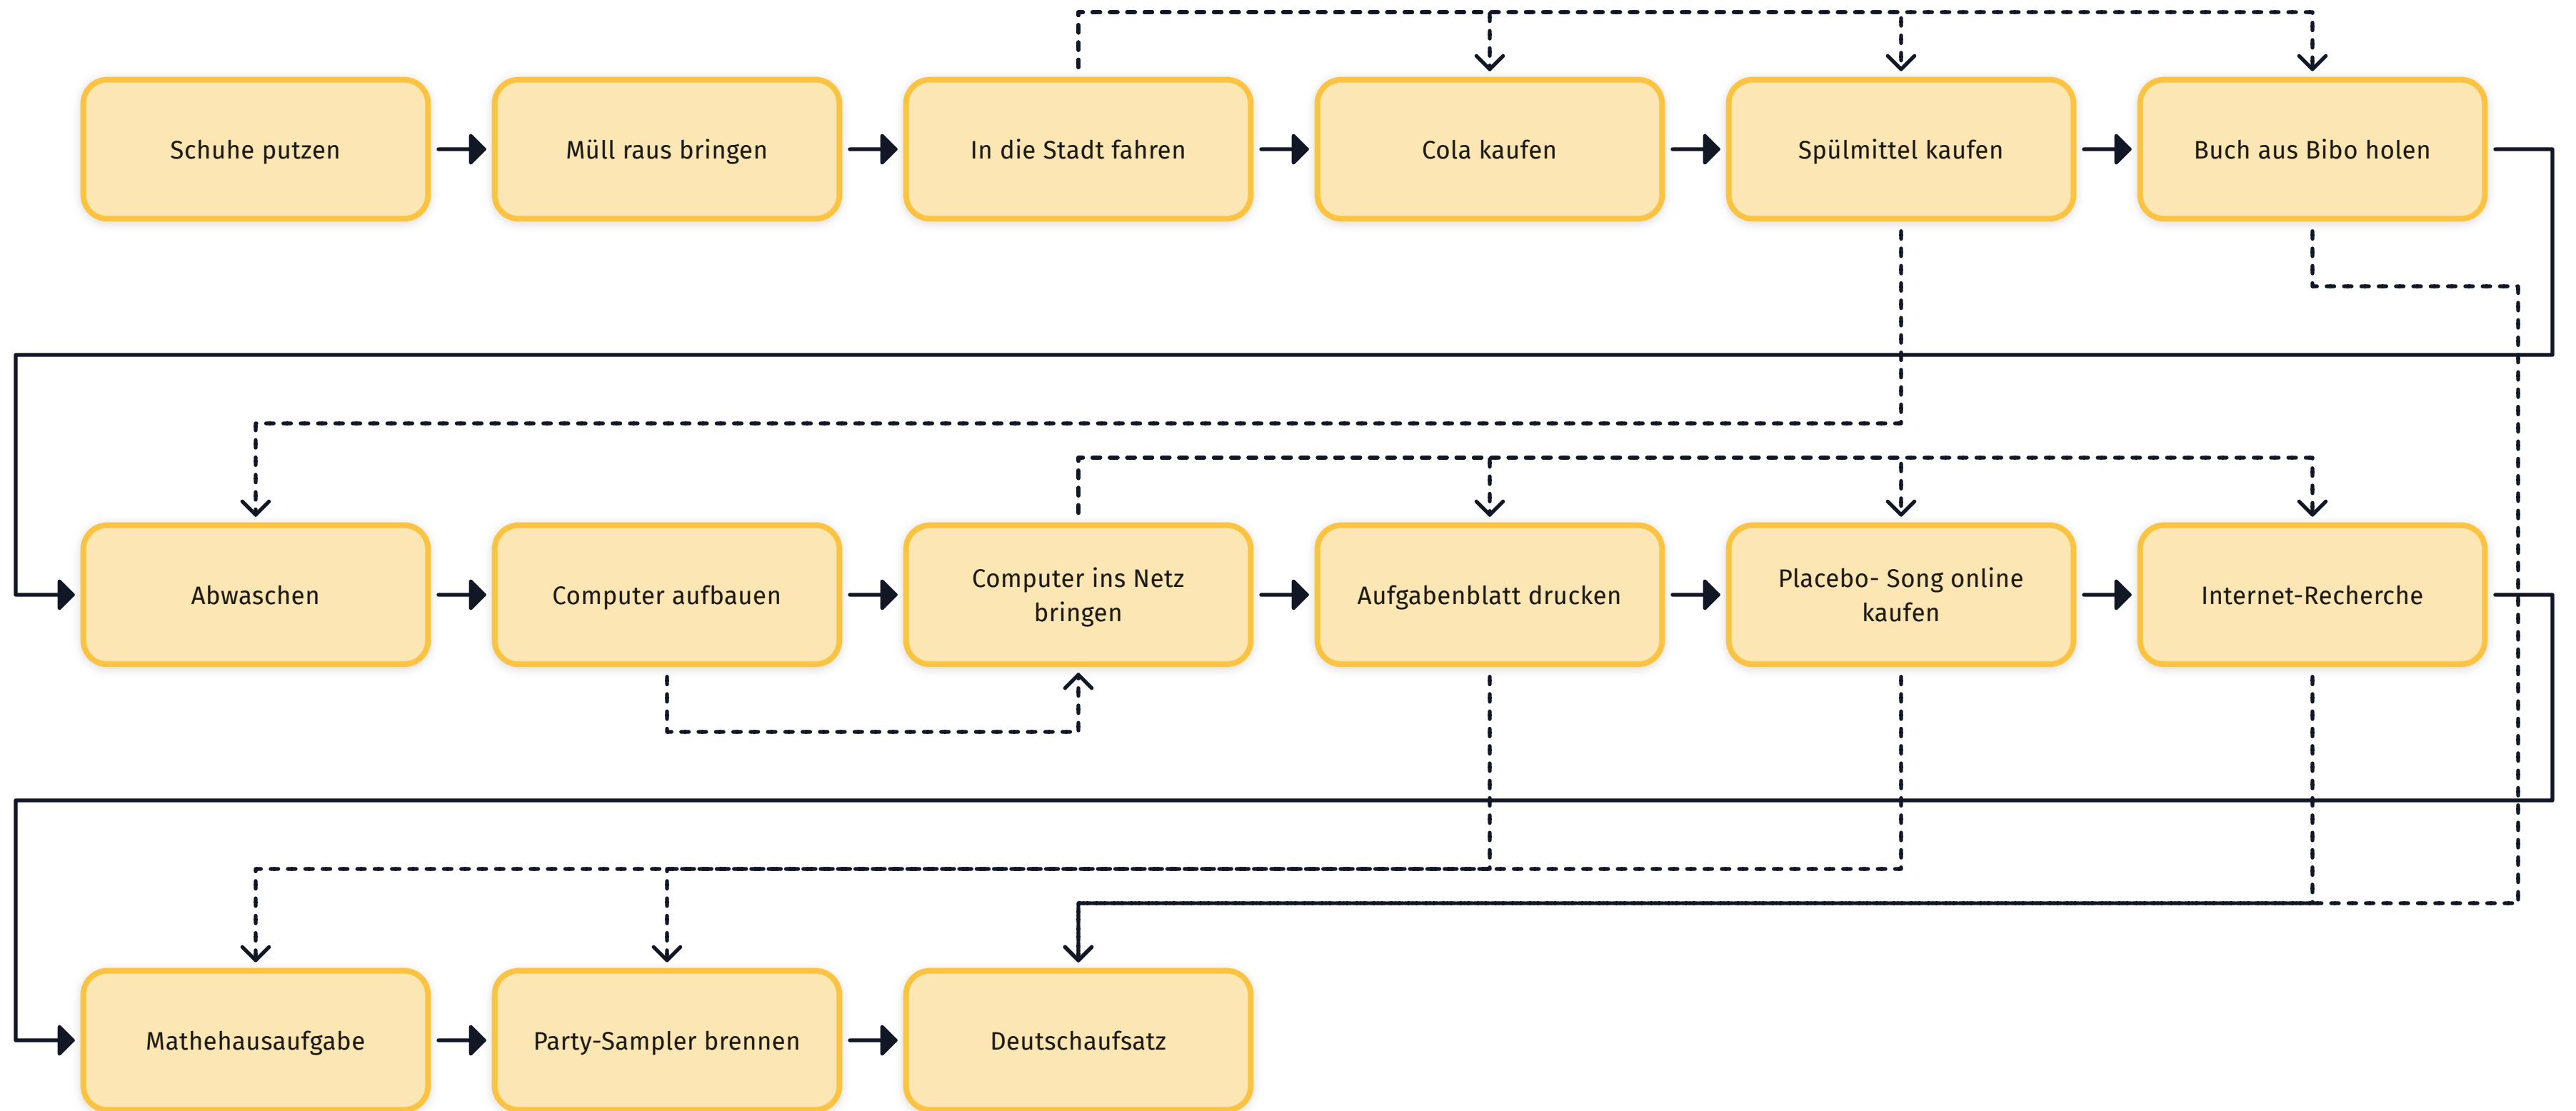 Schuhe putzen
Müll raus bringen
In die Stadt fahren
Cola kaufen
Spülmittel kaufen
Buch aus Bibo holen
Abwaschen
Computer aufbauen
Computer ins Netz
bringen
Aufgabenblatt drucken
Placebo- Song online
kaufen
Internet-Recherche
Mathehausaufgabe
Party-Sampler brennen
Deutschaufsatz